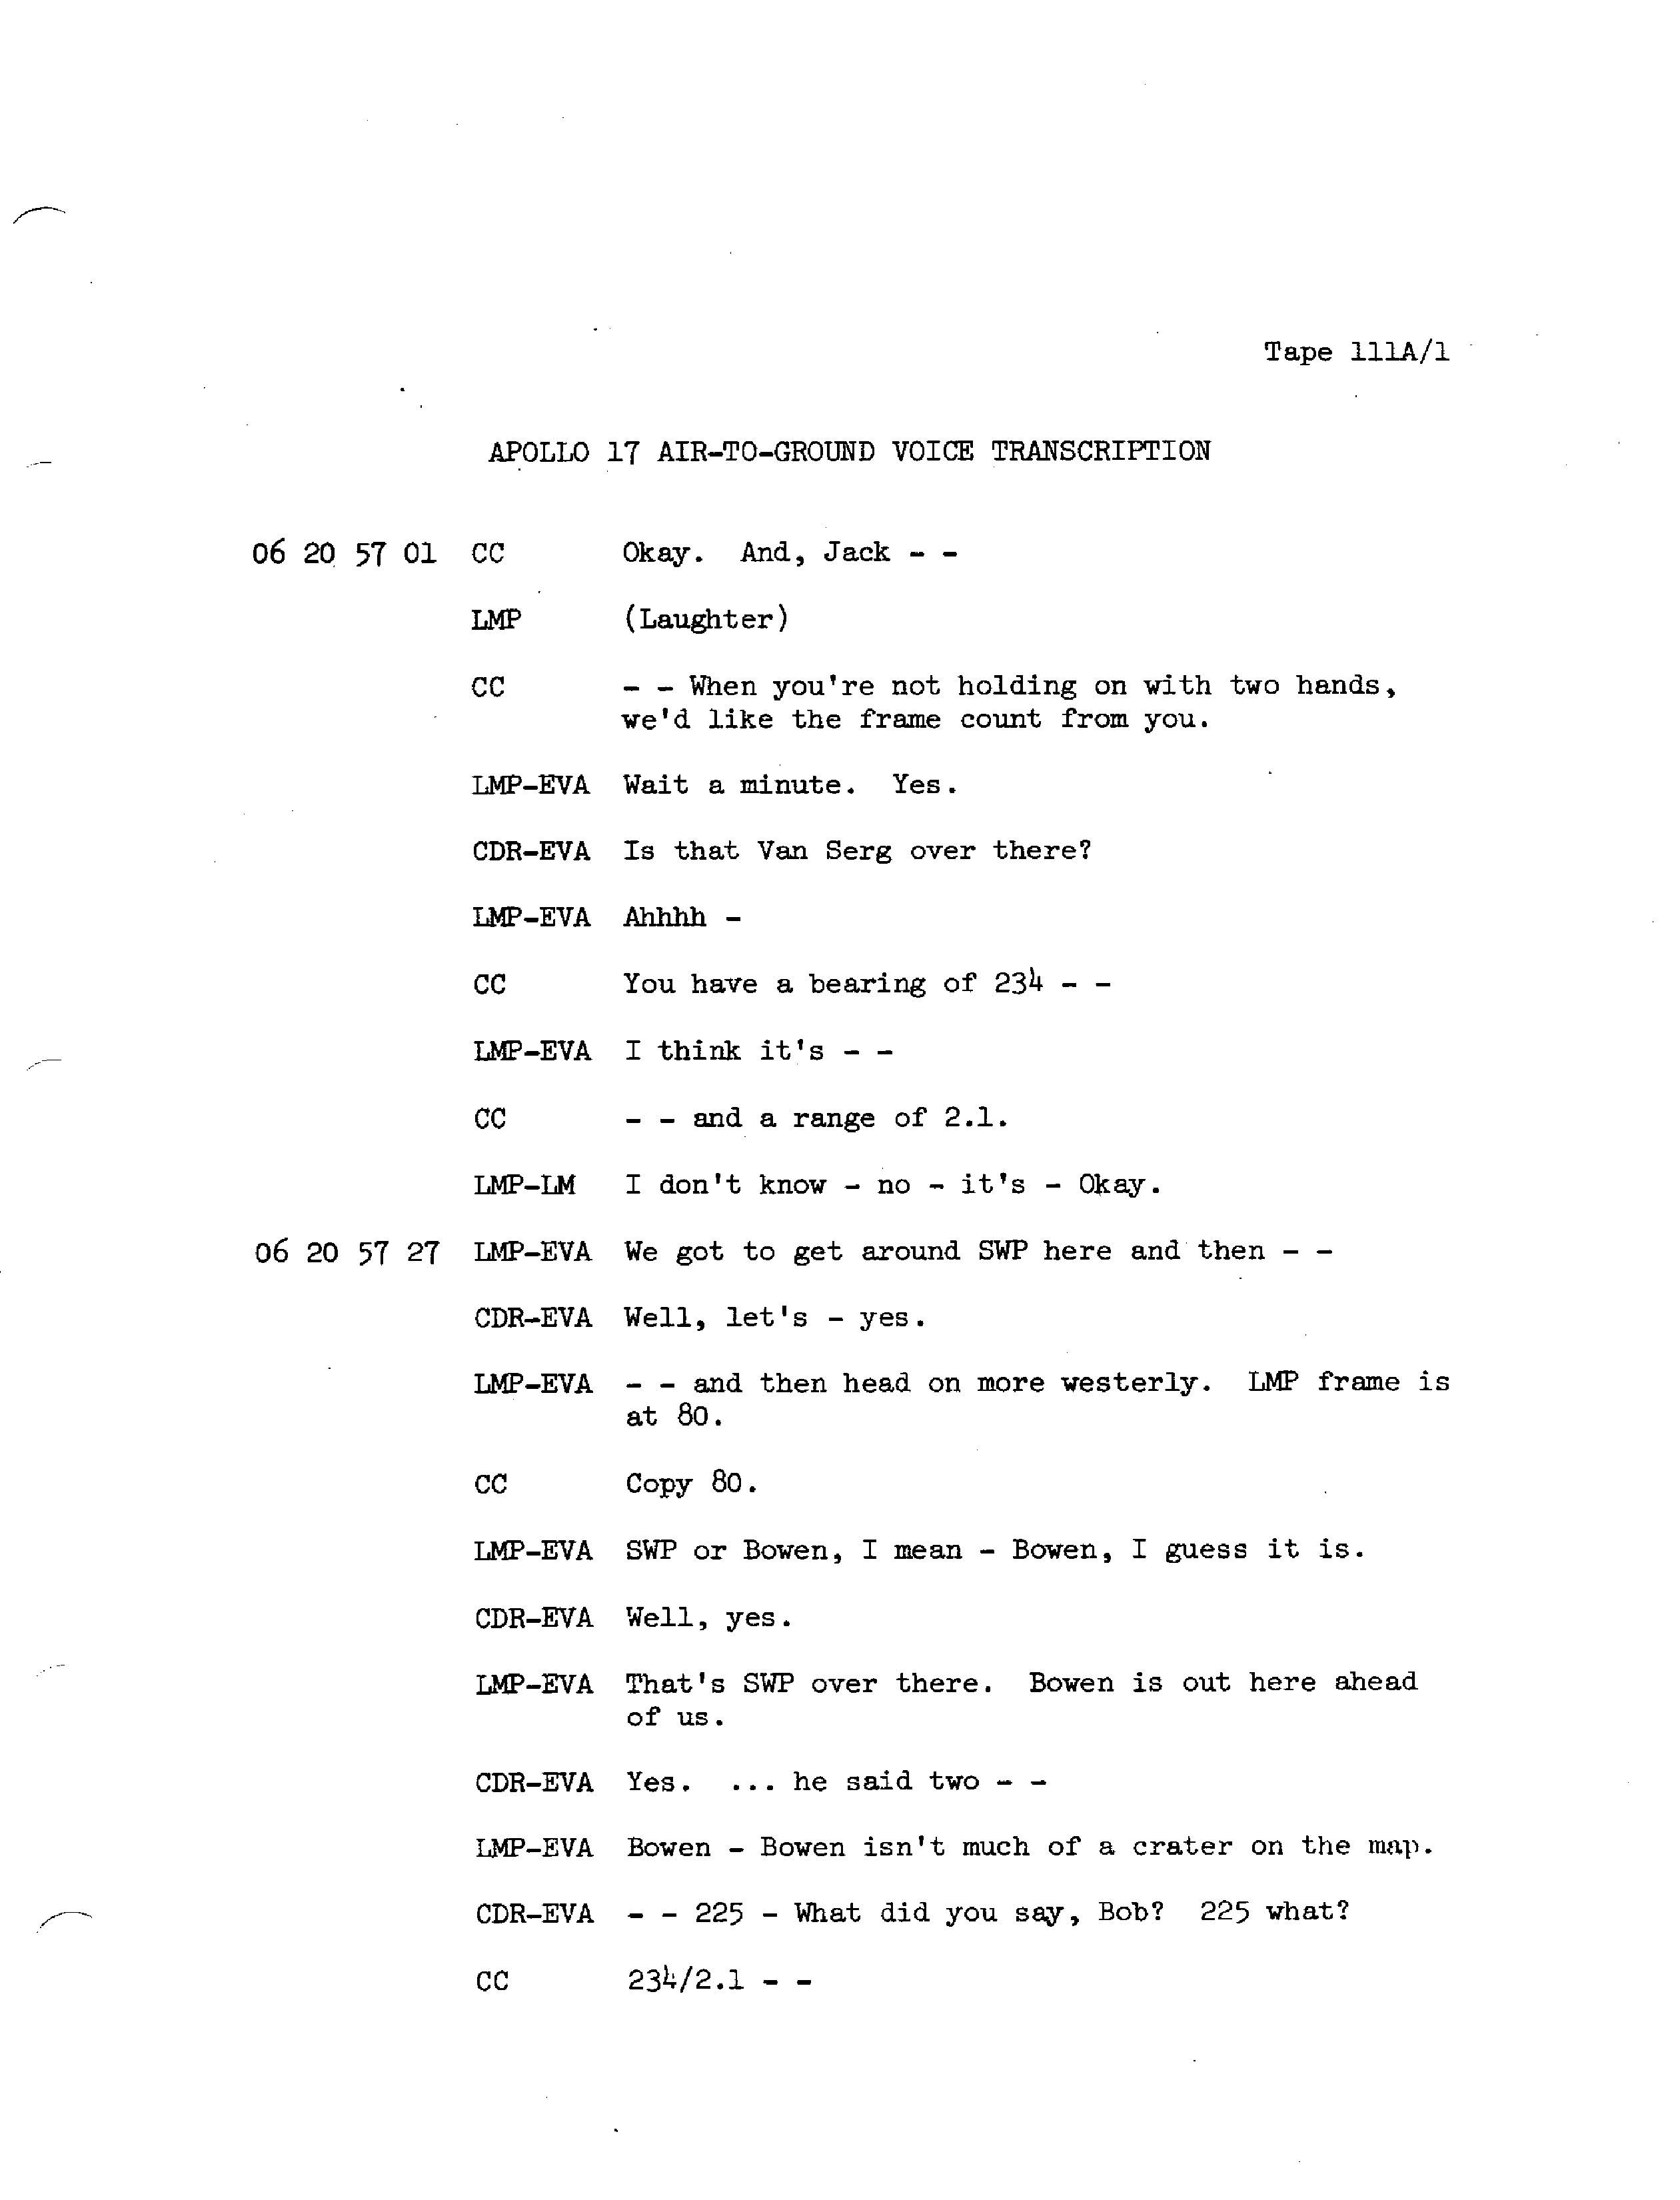 Tape 111A/1
APOLLO 17 AIR-TO-GROUND VOICE TRANSCRIPTION
06 20 57 01 CC Okay. And, Jack - -
LMP (Laughter)
CC - - When you're not holding on with two hands,
we'd like the frame count from you.
LMP-EVA Wait a minute. Yes.
CDR-EVA Is that Van Serg over there?
LMP-EVA Ahhhh -
CC You have a bearing of 234 - -
LMP-EVA I think it's - -
CC - - and a range of 2.1.
LMP-LM I don't know - no - it's - Okay.
06 20 57 27 LMP-EVA We got to get around SWP here and then - -
CDR-EVA Well, let's - yes.
LMP-EVA - - and then head on more westerly. LMP frame is
at 80.
CC Copy 80.
LMP-EVA SWP or Bowen, I mean - Bowen, I guess it is.
CDR-EVA Well, yes.
LMP-EVA That's SWP over there. Bowen is out here ahead
of us.
CDR-EVA Yes. ... he said two - -
LMP-EVA Bowen - Bowen isn't much of a crater on the map.
CDR-EVA - - 225 - What did you say, Bob? 225 what?
CC 234/2.1 - -